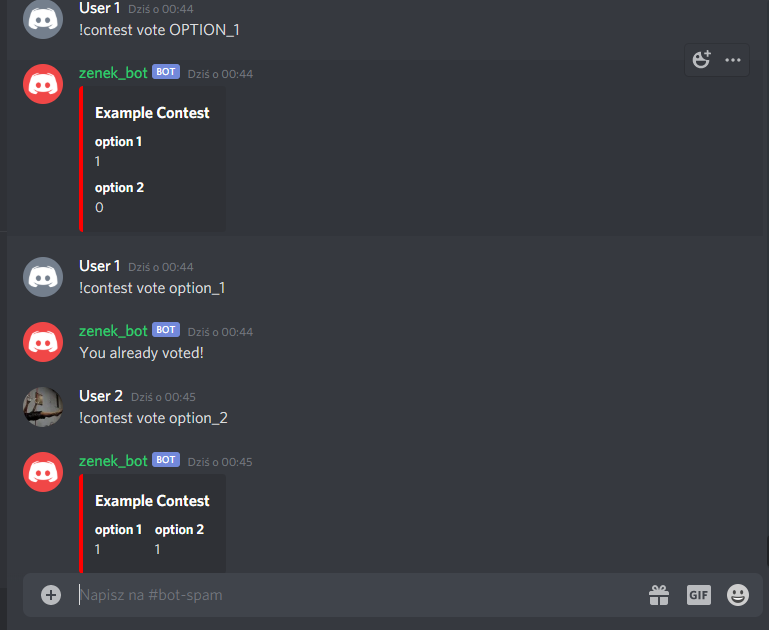 User 1 Dziś o 00:44
!contest vote OPTION_1
zenek_bot BOT Dziś o 00:44
Example Contest
option 1
1
option 2
0
User 1 Dziś o 00:44
!contest vote option_1
zenek_bot BOT Dziś o 00:44
You already voted!
User 2 Dziś o 00:45
!contest vote option_2
zenek_bot BOT Dziś o 00:45
Example Contest
option 1 option 2
1 1
Napisz na #bot-spam
GIF